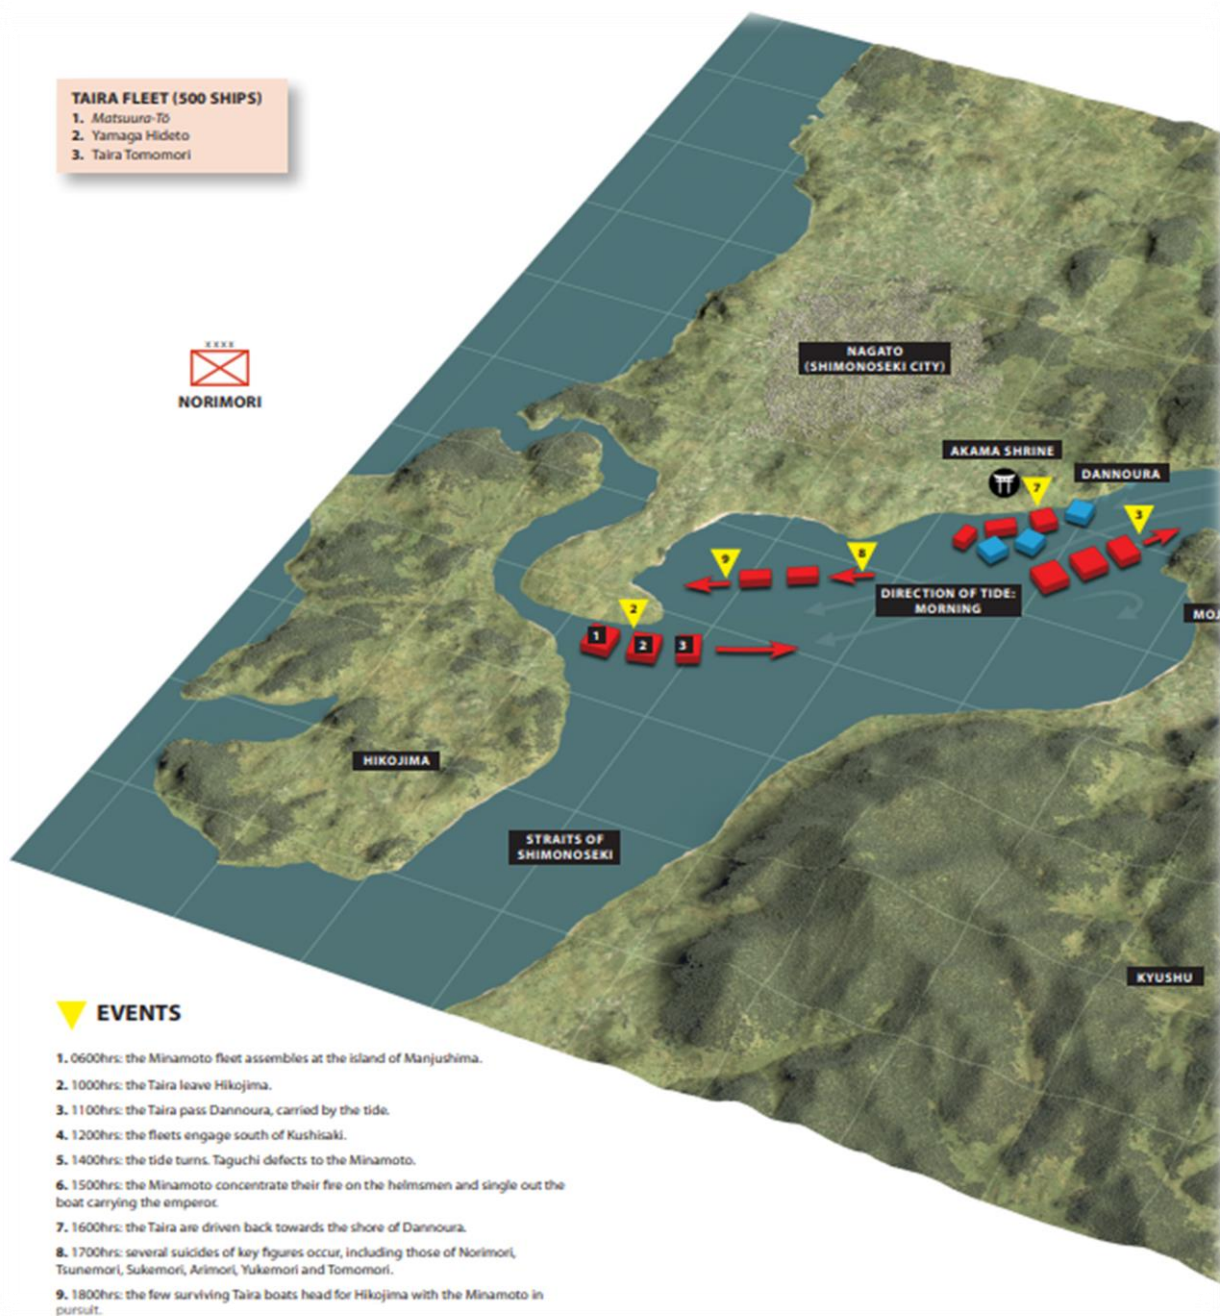 TAIRA FLEET (500 SHIPS)
1. Matsuura-Tō
2. Yamaga Hideto
3. Taira Tomomori
XXXX
NORIMORI
NAGATO
(SHIMONOSEKI CITY)
AKAMA SHRINE
DANNOURA
7
3
9
8
DIRECTION OF TIDE:
MORNING
MOJ
2
1
2
3
HIKOJIMA
STRAITS OF
SHIMONOSEKI
KYUSHU
EVENTS
1. 0600hrs: the Minamoto fleet assembles at the island of Manjushima.
2. 1000hrs: the Taira leave Hikojima.
3. 1100hrs: the Taira pass Dannoura, carried by the tide.
4. 1200hrs: the fleets engage south of Kushisaki.
5. 1400hrs: the tide turns. Taguchi defects to the Minamoto.
6. 1500hrs: the Minamoto concentrate their fire on the helmsmen and single out the
boat carrying the emperor.
7. 1600hrs: the Taira are driven back towards the shore of Dannoura.
8. 1700hrs: several suicides of key figures occur, including those of Norimori,
Tsunemori, Sukemori, Arimori, Yukemori and Tomomori.
9. 1800hrs: the few surviving Taira boats head for Hikojima with the Minamoto in
pursuit.